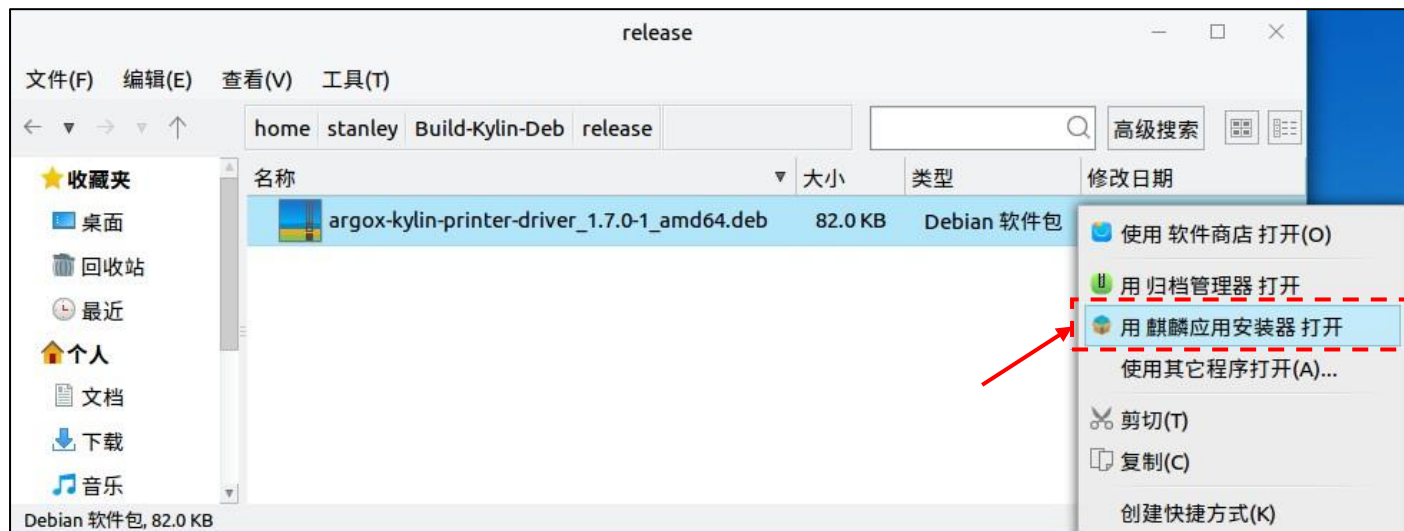 release
文件(F) 编辑(E) 查看(V) 工具(T)
home stanley Build-Kylin-Deb release 高级搜索
收藏夹
桌面
回收站
最近
个人
文档
下载
音乐
名称 大小 类型 修改日期
argox-kylin-printer-driver_1.7.0-1_amd64.deb 82.0 KB Debian 软件包
使用 软件商店 打开(O)
用 归档管理器 打开
用 麒麟应用安装器 打开
使用其它程序打开(A)...
剪切(T)
复制(C)
创建快捷方式(K)
Debian 软件包, 82.0 KB